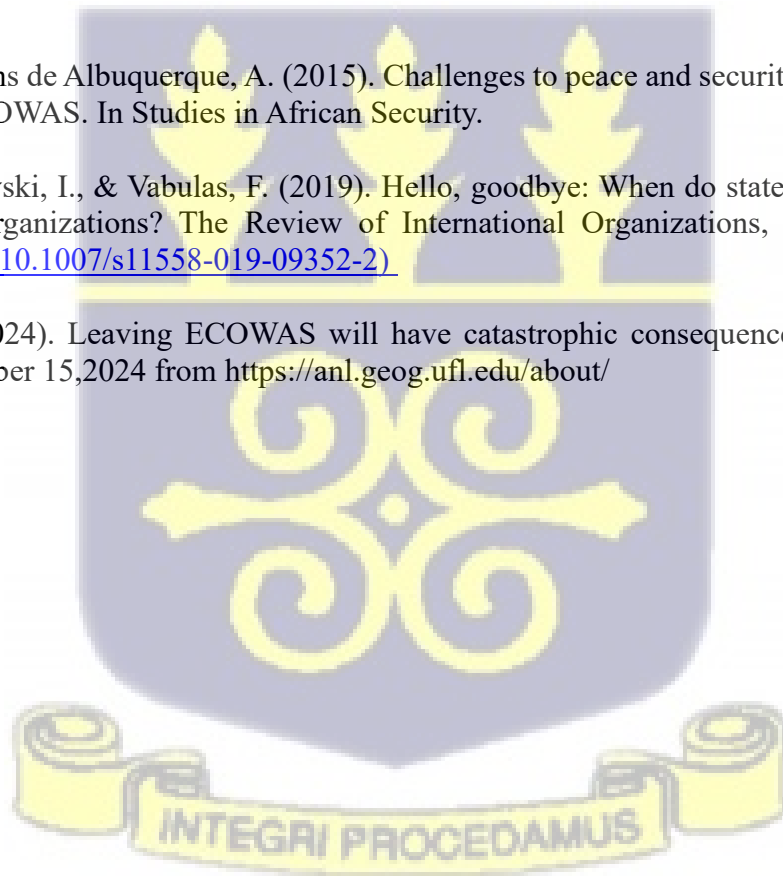 ns de Albuquerque, A. (2015). Challenges to peace and securit
OWAS. In Studies in African Security.
ski, I., & Vabulas, F. (2019). Hello, goodbye: When do state
rganizations? The Review of International Organizations,
10.1007/s11558-019-09352-2)
024). Leaving ECOWAS will have catastrophic consequence
ber 15,2024 from https://anl.geog.ufl.edu/about/
INTEGRI PROCEDAMUS